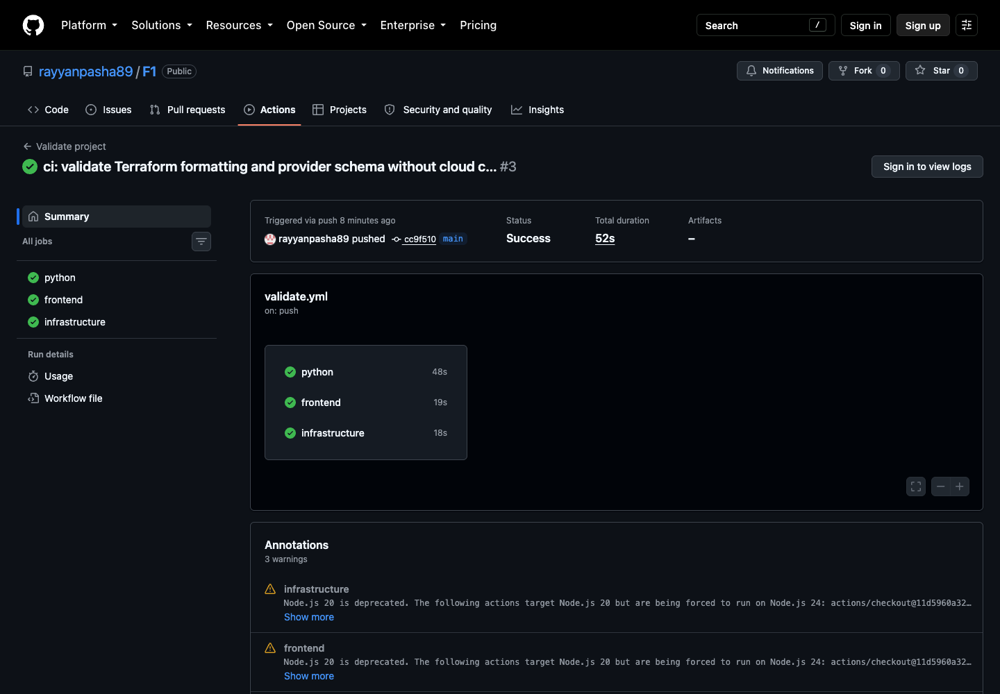 Platform Solutions Resources Open Source Enterprise Pricing Search / Sign in Sign up
rayyanpasha89 / F1 Public Notifications Fork 0 Star 0
Code Issues Pull requests Actions Projects Security and quality Insights
Validate project
ci: validate Terraform formatting and provider schema without cloud c... #3
Sign in to view logs
Summary
All jobs
python
frontend
infrastructure
Run details
Usage
Workflow file
Triggered via push 8 minutes ago
rayyanpasha89 pushed cc9f510 main
Status
Success
Total duration
52s
Artifacts
–
validate.yml
on: push
python 48s
frontend 19s
infrastructure 18s
Annotations
3 warnings
infrastructure
Node.js 20 is deprecated. The following actions target Node.js 20 but are being forced to run on Node.js 24: actions/checkout@11d5960a32…
Show more
frontend
Node.js 20 is deprecated. The following actions target Node.js 20 but are being forced to run on Node.js 24: actions/checkout@11d5960a32…
Show more